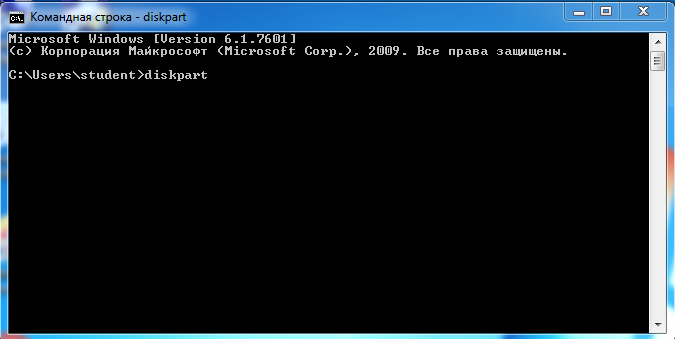 Командная строка - diskpart
Microsoft Windows [Version 6.1.7601]
(c) Корпорация Майкрософт (Microsoft Corp.), 2009. Все права защищены.
C:\Users\student>diskpart